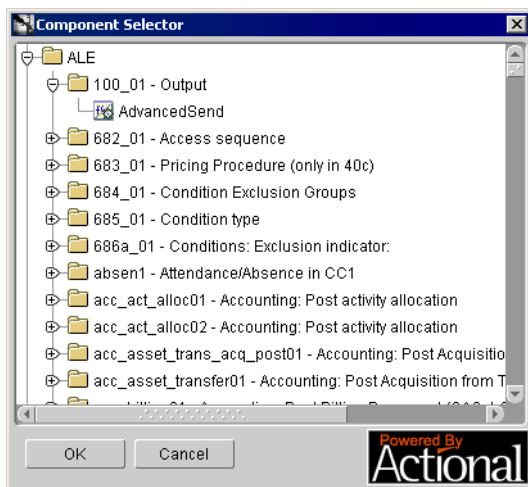 Component Selector
ALE
100_01 - Output
AdvancedSend
682_01 - Access sequence
683_01 - Pricing Procedure (only in 40c)
684_01 - Condition Exclusion Groups
685_01 - Condition type
686a_01 - Conditions: Exclusion indicator:
absen1 - Attendance/Absence in CC1
acc_act_alloc01 - Accounting: Post activity allocation
acc_act_alloc02 - Accounting: Post activity allocation
acc_asset_trans_acq_post01 - Accounting: Post Acquisitio
acc_asset_transfer01 - Accounting: Post Acquisition from T
OK
Cancel
Powered By
Actional